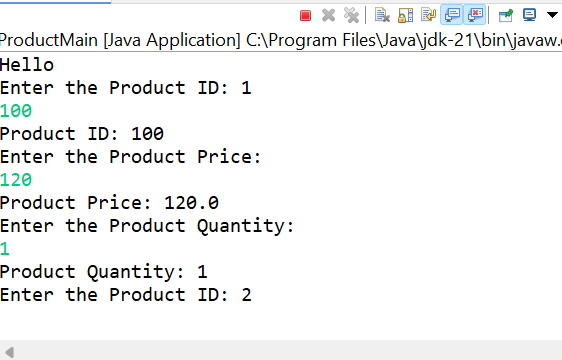 ProductMain [Java Application] C:\Program Files\Java\jdk-21\bin\javaw.
Hello
Enter the Product ID: 1
100
Product ID: 100
Enter the Product Price:
120
Product Price: 120.0
Enter the Product Quantity:
1
Product Quantity: 1
Enter the Product ID: 2